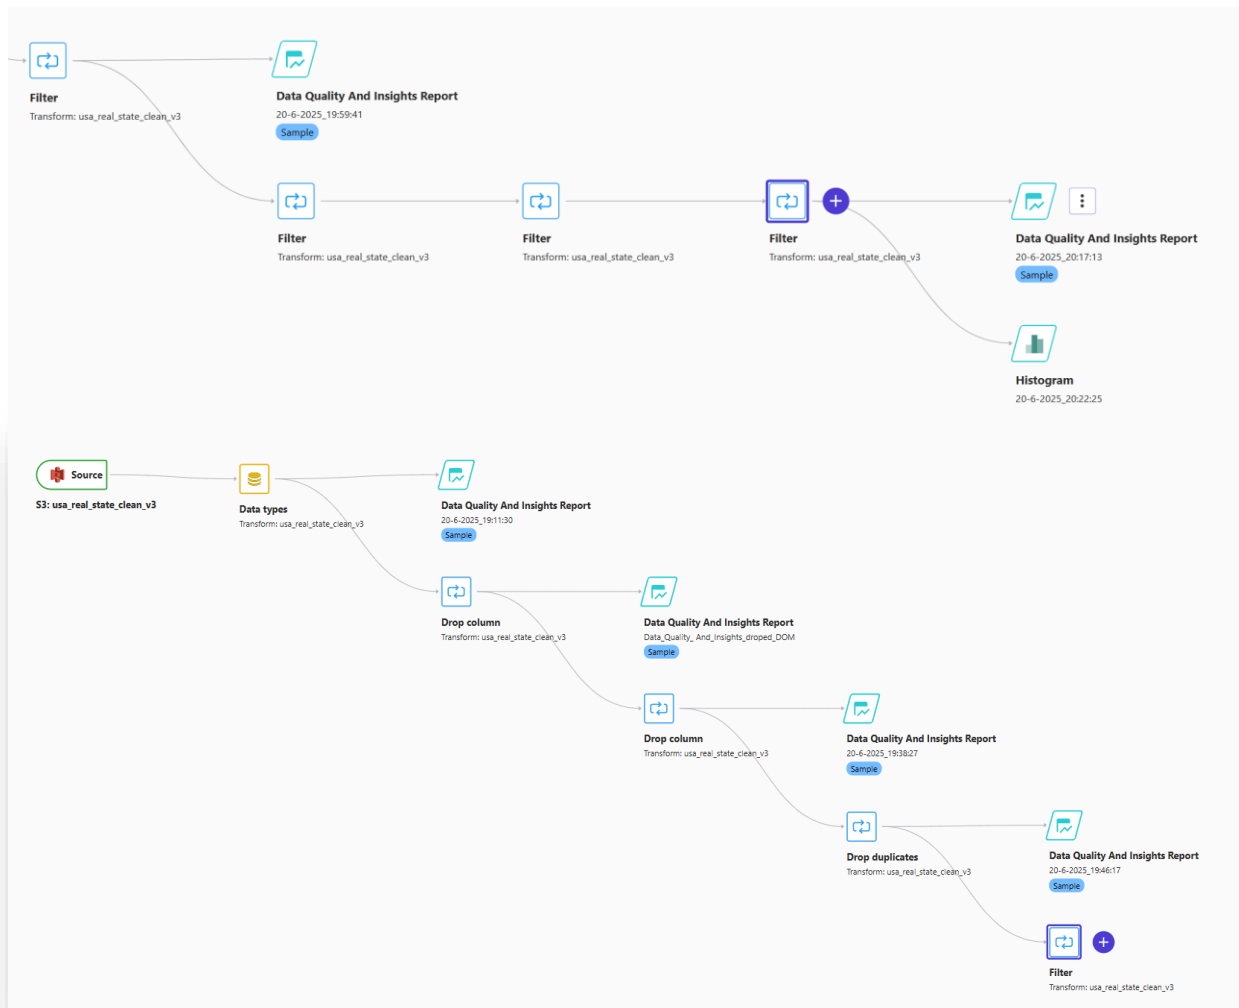 Filter
Transform: usa_real_state_clean_v3
Data Quality And Insights Report
20-6-2025_19:59:41
Sample
Filter
Transform: usa_real_state_clean_v3
Filter
Transform: usa_real_state_clean_v3
Filter
Transform: usa_real_state_clean_v3
Data Quality And Insights Report
20-6-2025_20:17:13
Sample
Histogram
20-6-2025_20:22:25
Source
S3: usa_real_state_clean_v3
Data types
Transform: usa_real_state_clean_v3
Data Quality And Insights Report
20-6-2025_19:11:30
Sample
Drop column
Transform: usa_real_state_clean_v3
Data Quality And Insights Report
Data_Quality_ And_Insights_droped_DOM
Sample
Drop column
Transform: usa_real_state_clean_v3
Data Quality And Insights Report
20-6-2025_19:38:27
Sample
Drop duplicates
Transform: usa_real_state_clean_v3
Data Quality And Insights Report
20-6-2025_19:46:17
Sample
Filter
Transform: usa_real_state_clean_v3